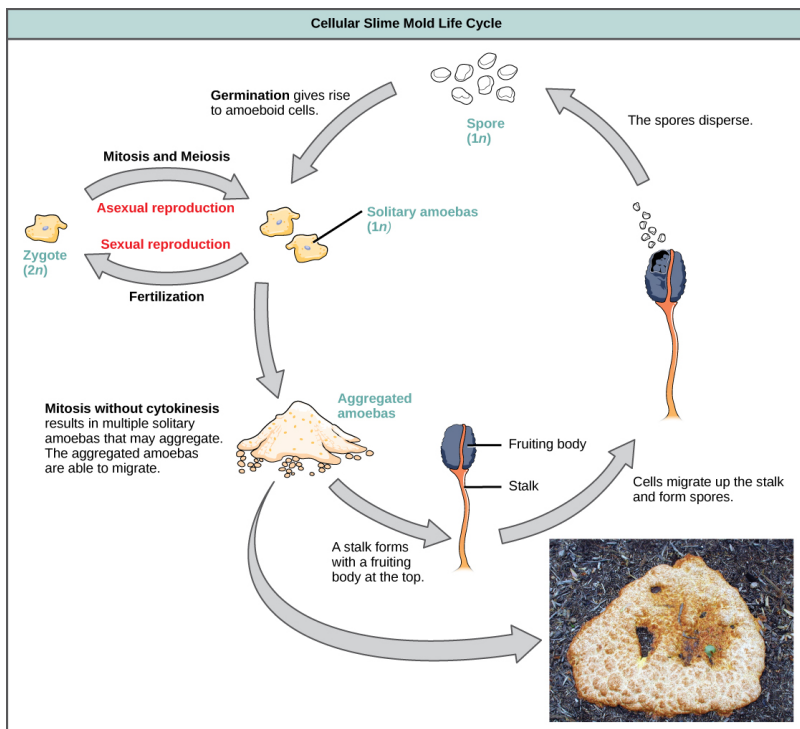 Cellular Slime Mold Life Cycle
Germination gives rise
to amoeboid cells.
Spore
(1n)
The spores disperse.
Mitosis and Meiosis
Asexual reproduction
Sexual reproduction
Fertilization
Zygote
(2n)
Solitary amoebas
(1n)
Mitosis without cytokinesis
results in multiple solitary
amoebas that may aggregate.
The aggregated amoebas
are able to migrate.
Aggregated
amoebas
Fruiting body
Stalk
A stalk forms
with a fruiting
body at the top.
Cells migrate up the stalk
and form spores.